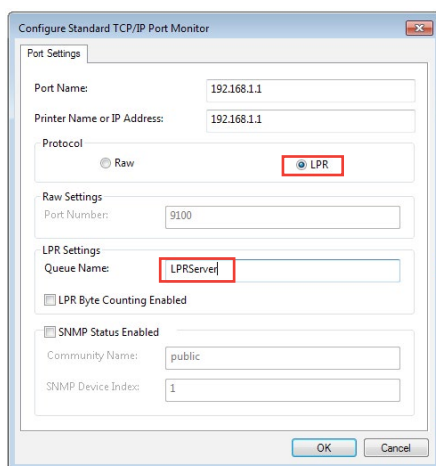 Configure Standard TCP/IP Port Monitor
Port Settings
Port Name: 192.168.1.1
Printer Name or IP Address: 192.168.1.1
Protocol
Raw LPR
Raw Settings
Port Number: 9100
LPR Settings
Queue Name: LPRServer
LPR Byte Counting Enabled
SNMP Status Enabled
Community Name: public
SNMP Device Index: 1
OK Cancel